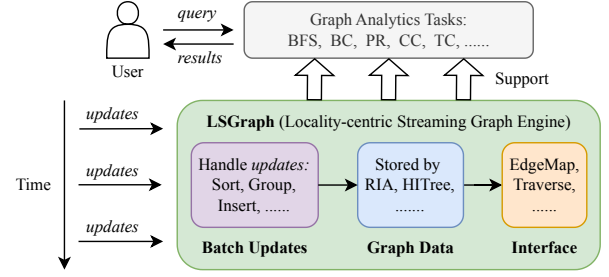 query
results
User
Graph Analytics Tasks:
BFS, BC, PR, CC, TC, ......
Support
Time
updates
updates
updates
LSGraph (Locality-centric Streaming Graph Engine)
Handle updates:
Sort, Group,
Insert, ......
Batch Updates
Stored by
RIA, HITree,
.......
Graph Data
EdgeMap,
Traverse,
......
Interface